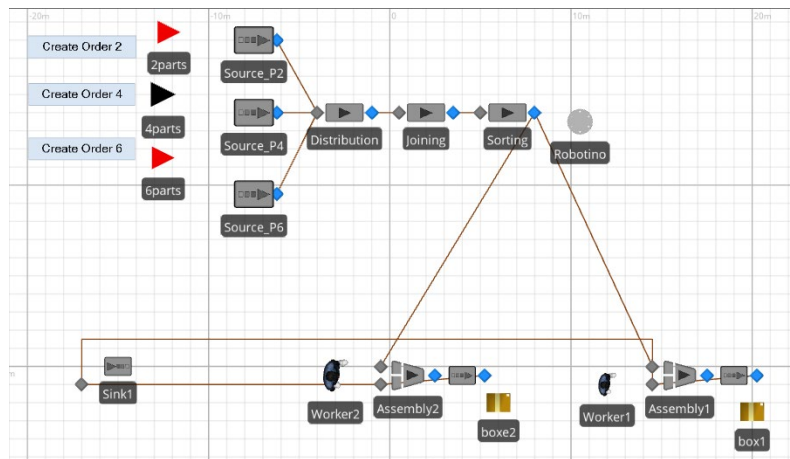 -20m
-10m
0
10m
20m
Create Order 2
2parts
Source_P2
Create Order 4
4parts
Source_P4
Distribution
Joining
Sorting
Robotino
Create Order 6
6parts
Source_P6
m
Sink1
Worker2
Assembly2
boxe2
Worker1
Assembly1
box1